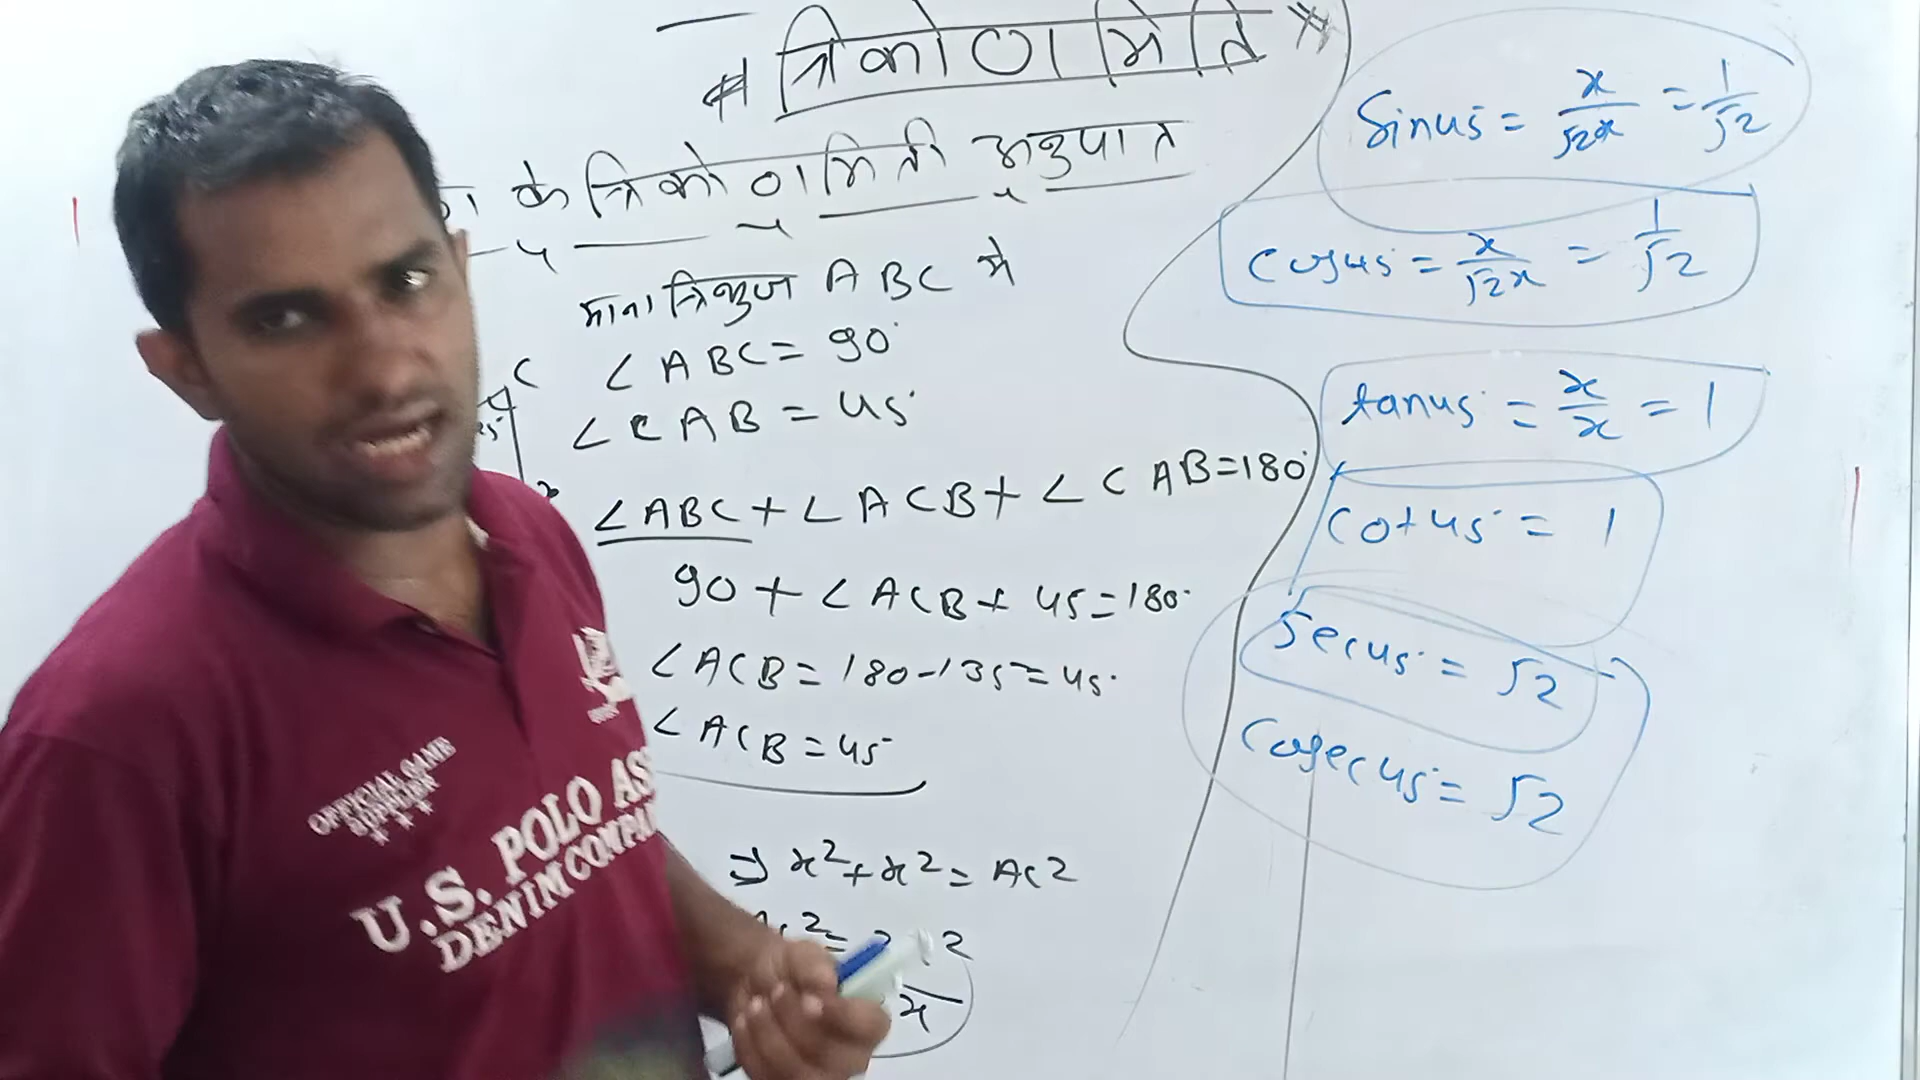 # त्रिकोणमिति *
के त्रिकोणमिती अनुपात
माना त्रिभुज ABC मे
∠ABC = 90°
∠CAB = 45°
C
∠ABC + ∠ACB + ∠CAB = 180°
90 + ∠ACB + 45 = 180°
∠ACB = 180 - 135 = 45°
∠ACB = 45°
⇒ x² + x² = AC²
x
Sin45° = x/√2x = 1/√2
Cos45 = x/√2x = 1/√2
tan45° = x/x = 1
Cot45° = 1
Sec45° = √2
Cosec45° = √2
OFFICIAL GAME
U.S. POLO ASS
DENIM COMPA